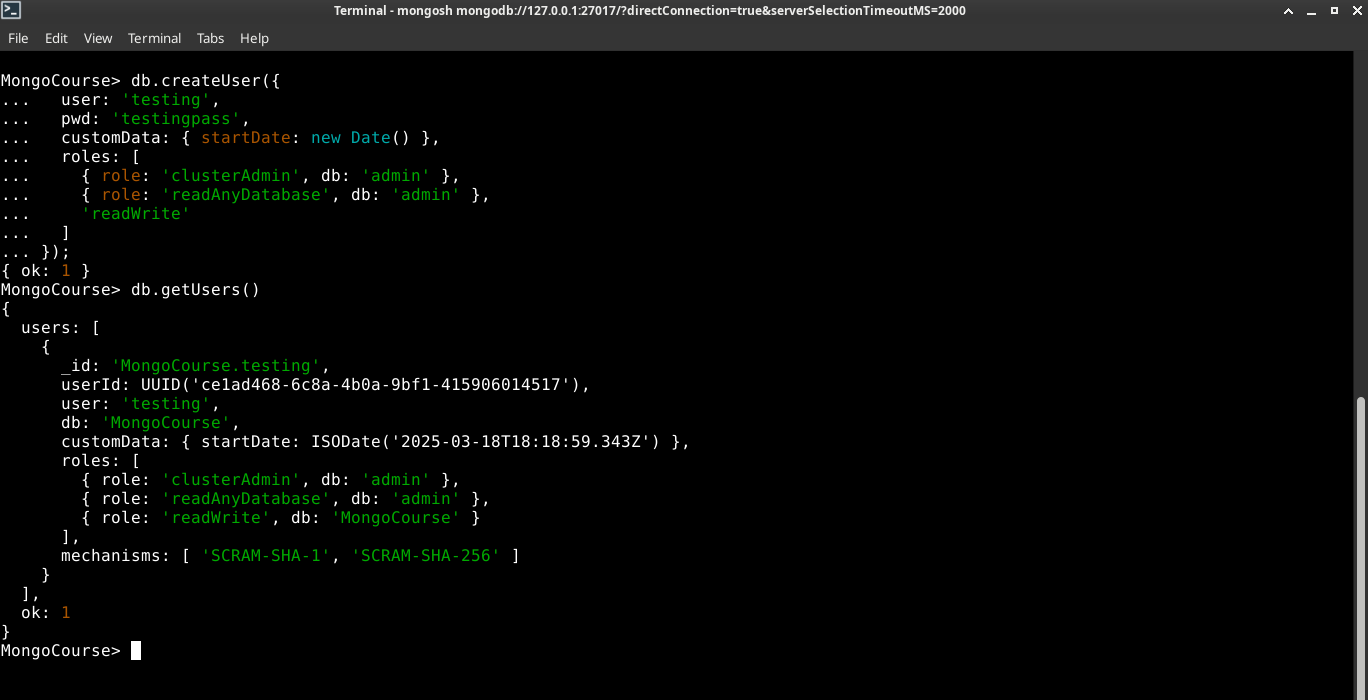 Terminal - mongosh mongodb://127.0.0.1:27017/?directConnection=true&serverSelectionTimeoutMS=2000
File Edit View Terminal Tabs Help
MongoCourse> db.createUser({
...   user: 'testing',
...   pwd: 'testingpass',
...   customData: { startDate: new Date() },
...   roles: [
...     { role: 'clusterAdmin', db: 'admin' },
...     { role: 'readAnyDatabase', db: 'admin' },
...     'readWrite'
...   ]
... });
{ ok: 1 }
MongoCourse> db.getUsers()
{
  users: [
    {
      _id: 'MongoCourse.testing',
      userId: UUID('ce1ad468-6c8a-4b0a-9bf1-415906014517'),
      user: 'testing',
      db: 'MongoCourse',
      customData: { startDate: ISODate('2025-03-18T18:18:59.343Z') },
      roles: [
        { role: 'clusterAdmin', db: 'admin' },
        { role: 'readAnyDatabase', db: 'admin' },
        { role: 'readWrite', db: 'MongoCourse' }
      ],
      mechanisms: [ 'SCRAM-SHA-1', 'SCRAM-SHA-256' ]
    }
  ],
  ok: 1
}
MongoCourse>